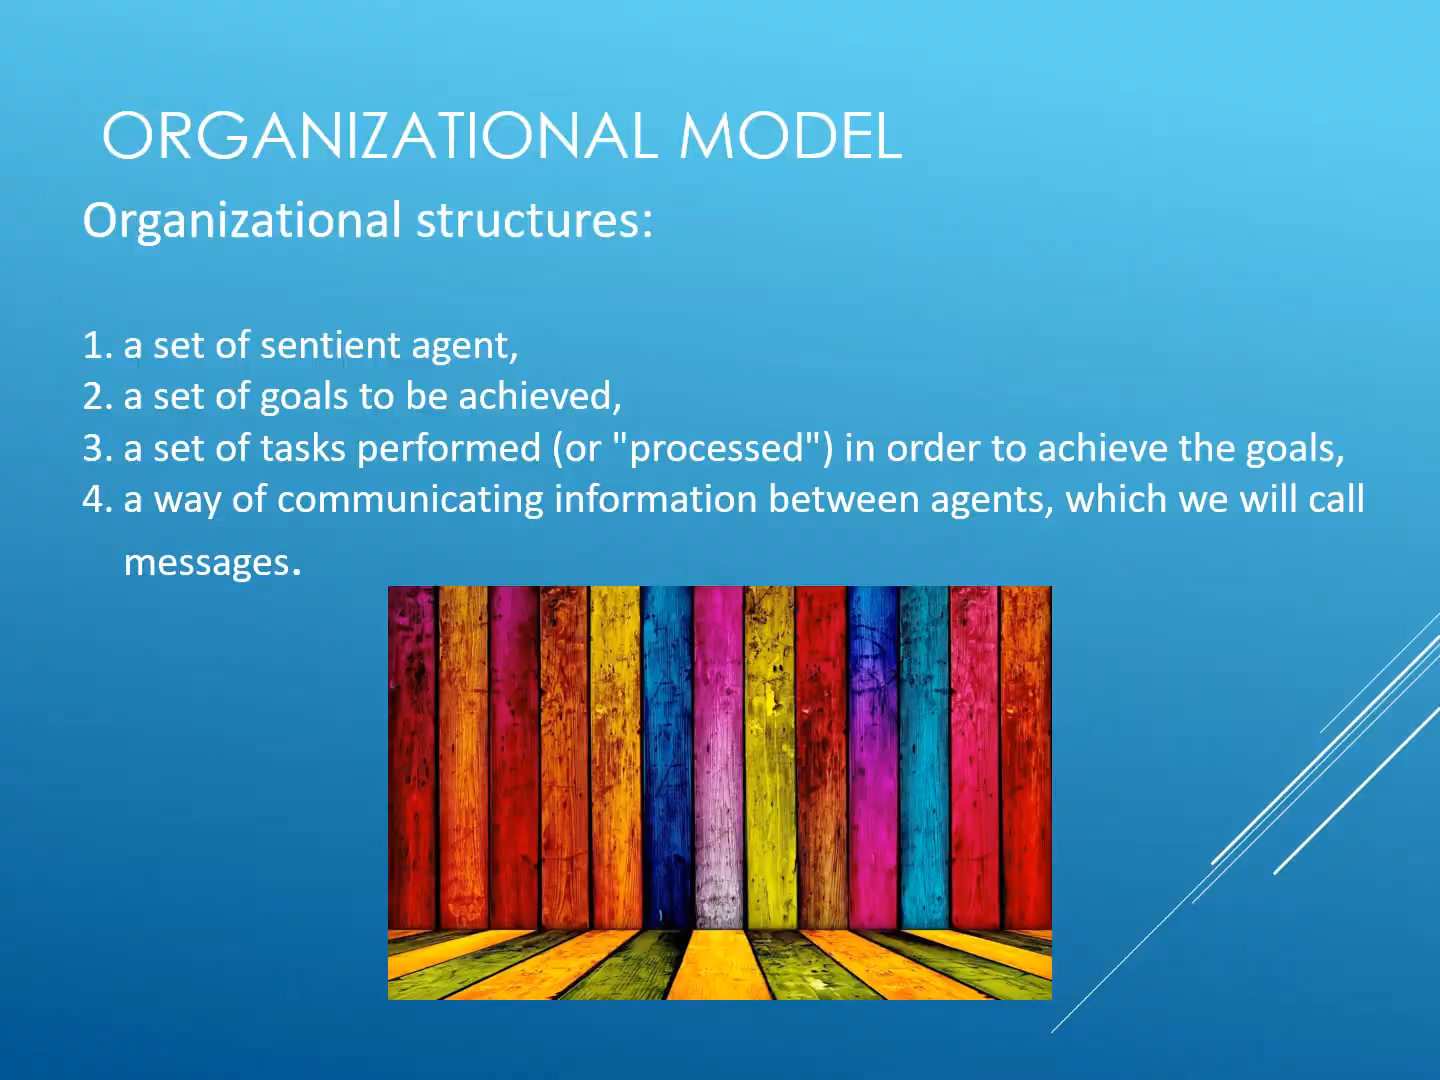 ORGANIZATIONAL MODEL
Organizational structures:
1. a set of sentient agent,
2. a set of goals to be achieved,
3. a set of tasks performed (or "processed") in order to achieve the goals,
4. a way of communicating information between agents, which we will call
messages.